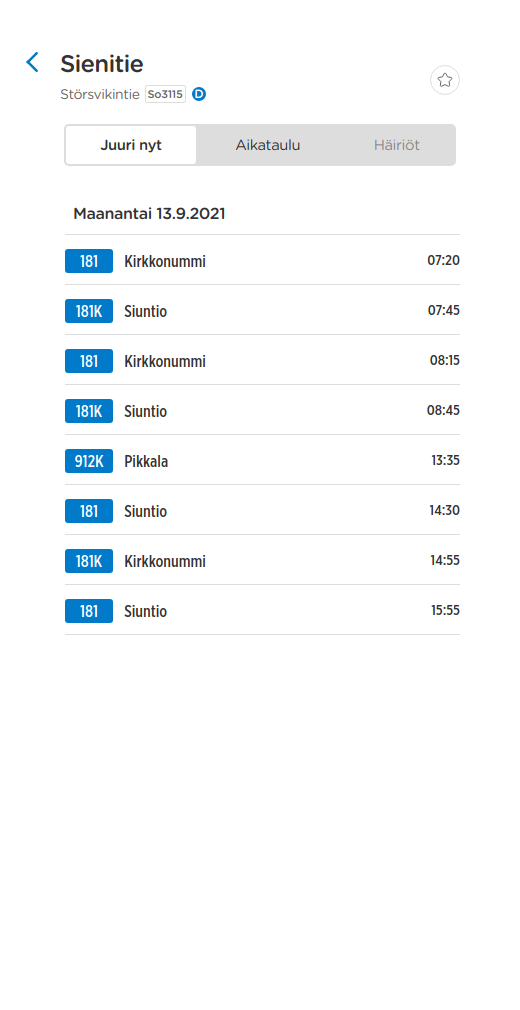 Sienitie
Störsvikintie So3115 D
Juuri nyt Aikataulu Häiriöt
Maanantai 13.9.2021
181 Kirkkonummi 07:20
181K Siuntio 07:45
181 Kirkkonummi 08:15
181K Siuntio 08:45
912K Pikkala 13:35
181 Siuntio 14:30
181K Kirkkonummi 14:55
181 Siuntio 15:55